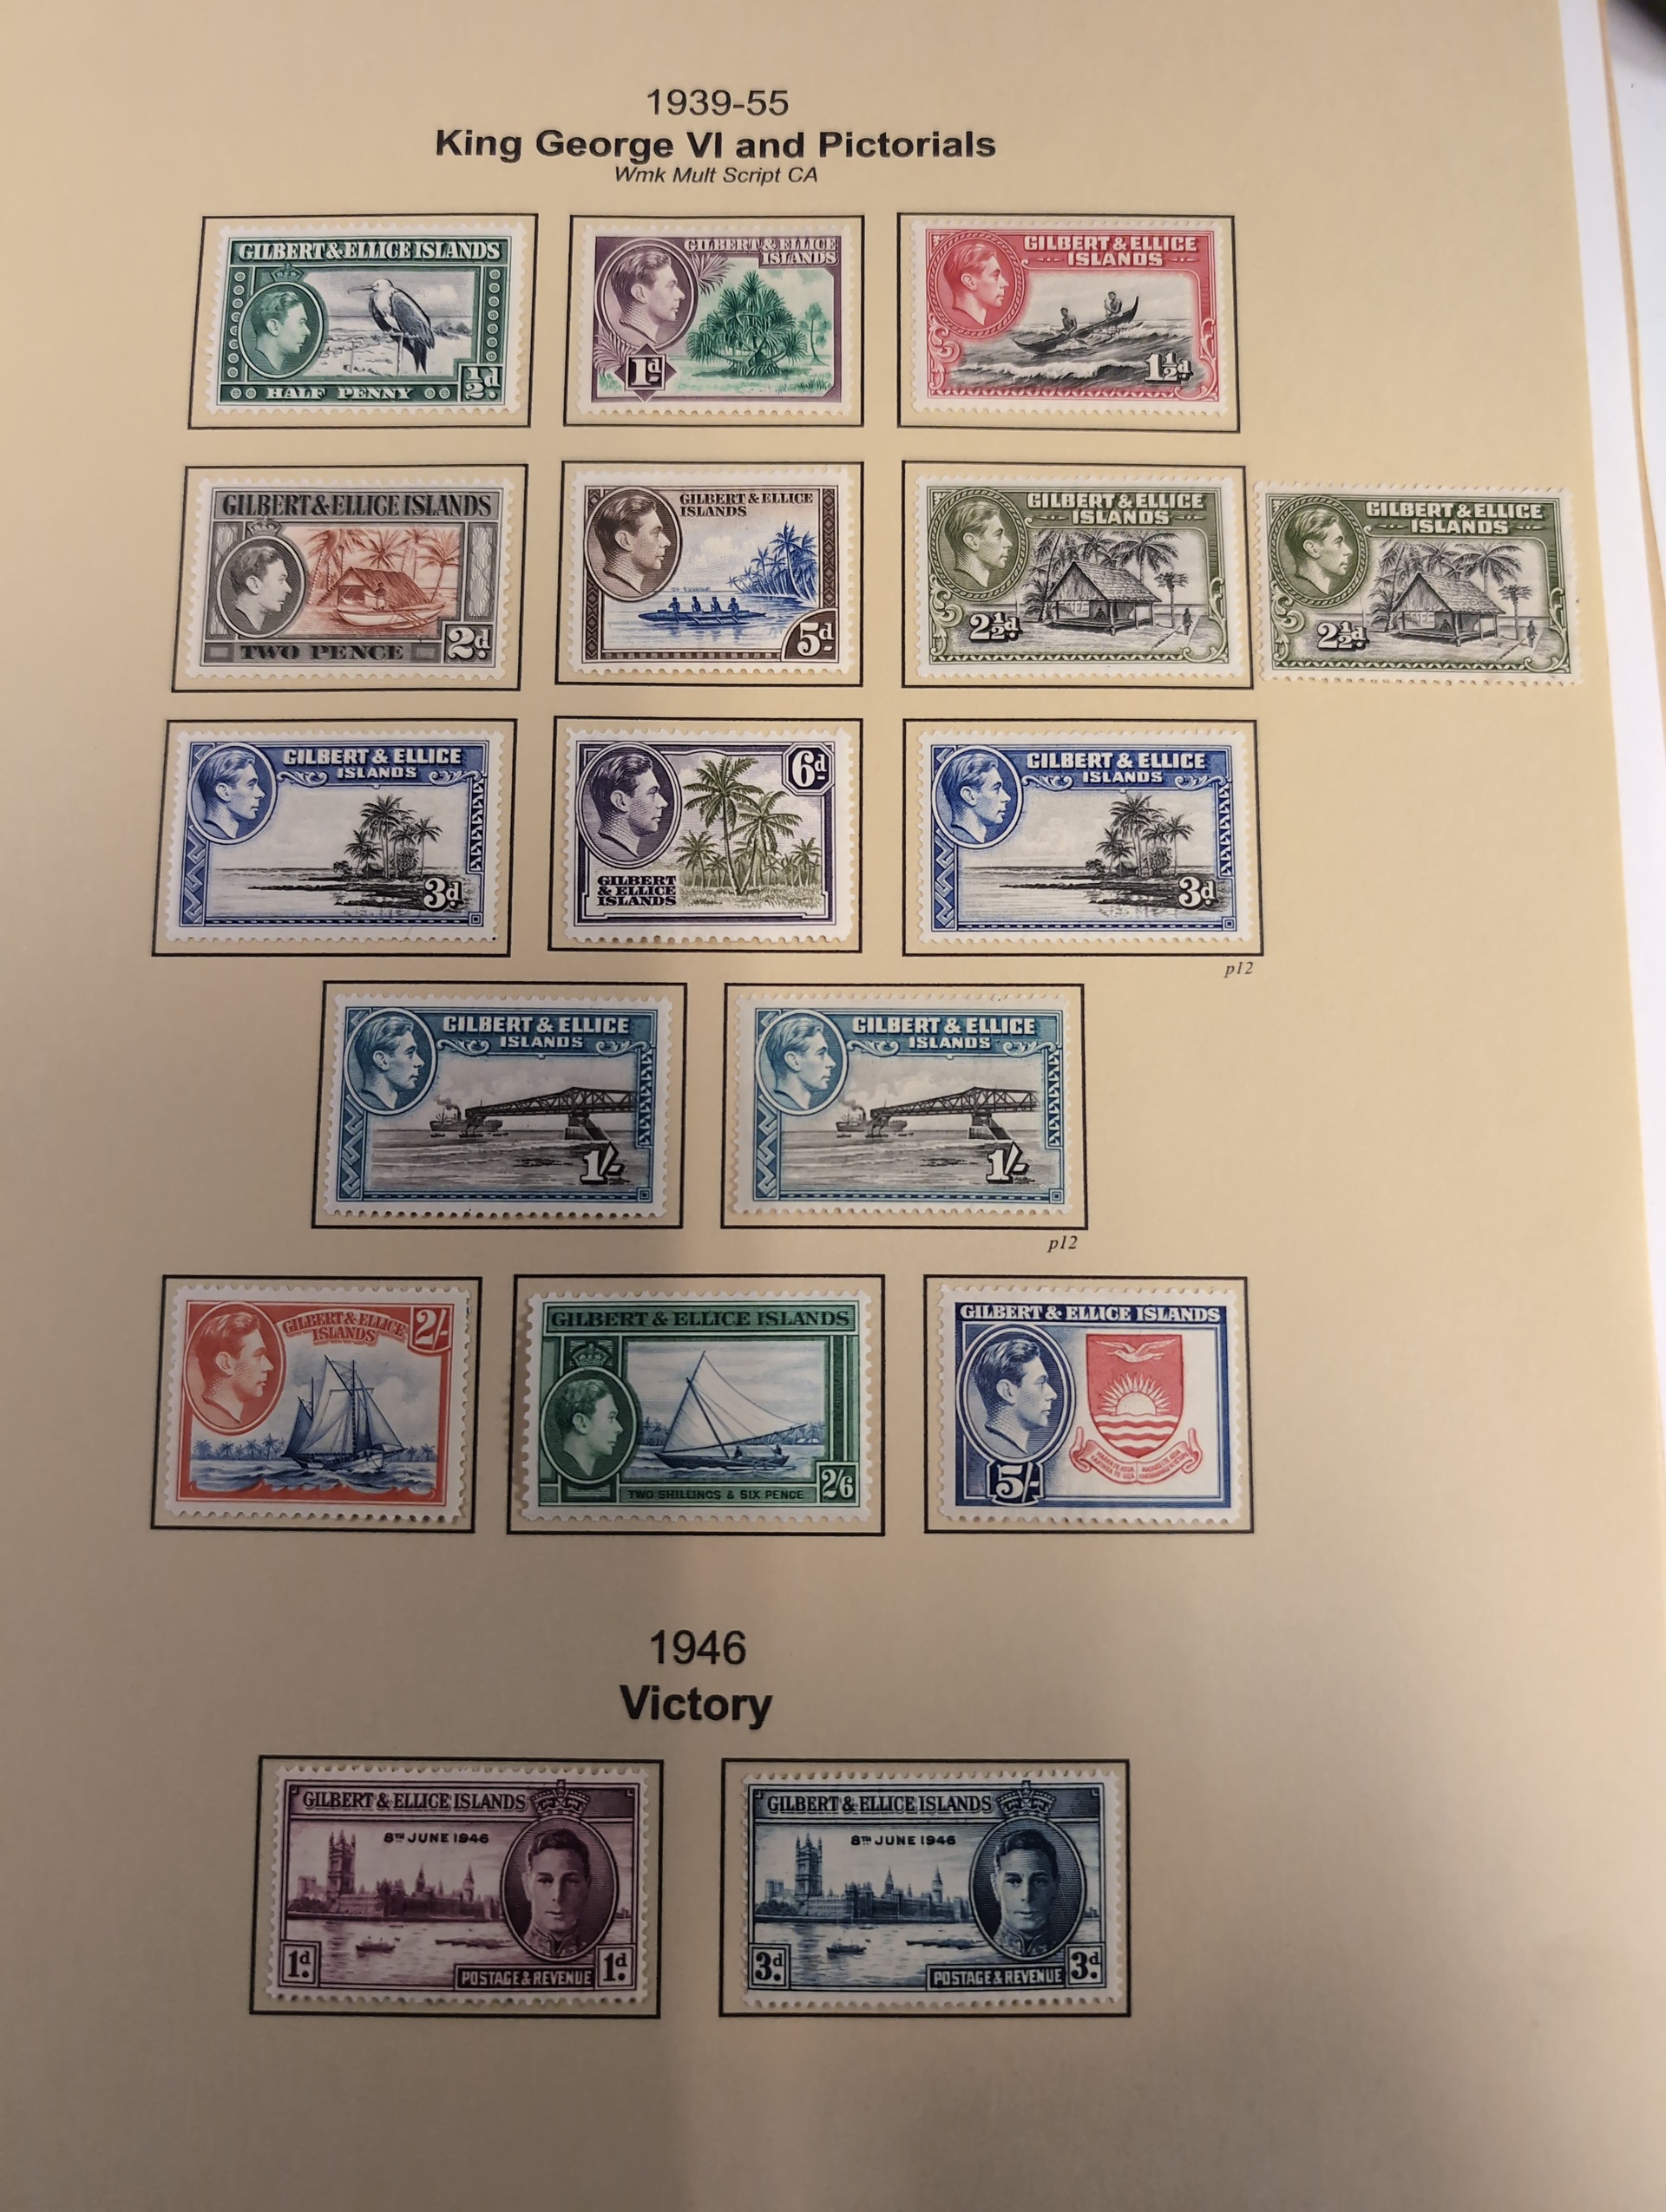 1939-55
King George VI and Pictorials
Wmk Mult Script CA
GILBERT & ELLICE ISLANDS
HALF PENNY
½d
GILBERT & ELLICE
ISLANDS
1d
GILBERT & ELLICE
ISLANDS
1½d.
GILBERT & ELLICE ISLANDS
TWO PENCE
2d.
GILBERT & ELLICE
ISLANDS
5d
GILBERT & ELLICE
ISLANDS
2½d.
GILBERT & ELLICE
ISLANDS
2½d.
GILBERT & ELLICE
ISLANDS
3d.
6d
GILBERT
& ELLICE
ISLANDS
GILBERT & ELLICE
ISLANDS
3d.
p12
GILBERT & ELLICE
ISLANDS
1/-
GILBERT & ELLICE
ISLANDS
1/-
p12
GILBERT & ELLICE
ISLANDS
2/-
GILBERT & ELLICE ISLANDS
TWO SHILLINGS & SIX PENCE
2/6
GILBERT & ELLICE ISLANDS
5/-
1946
Victory
GILBERT & ELLICE ISLANDS
8TH JUNE 1946
1d.
POSTAGE & REVENUE
1d.
GILBERT & ELLICE ISLANDS
8TH JUNE 1946
3d.
POSTAGE & REVENUE
3d.